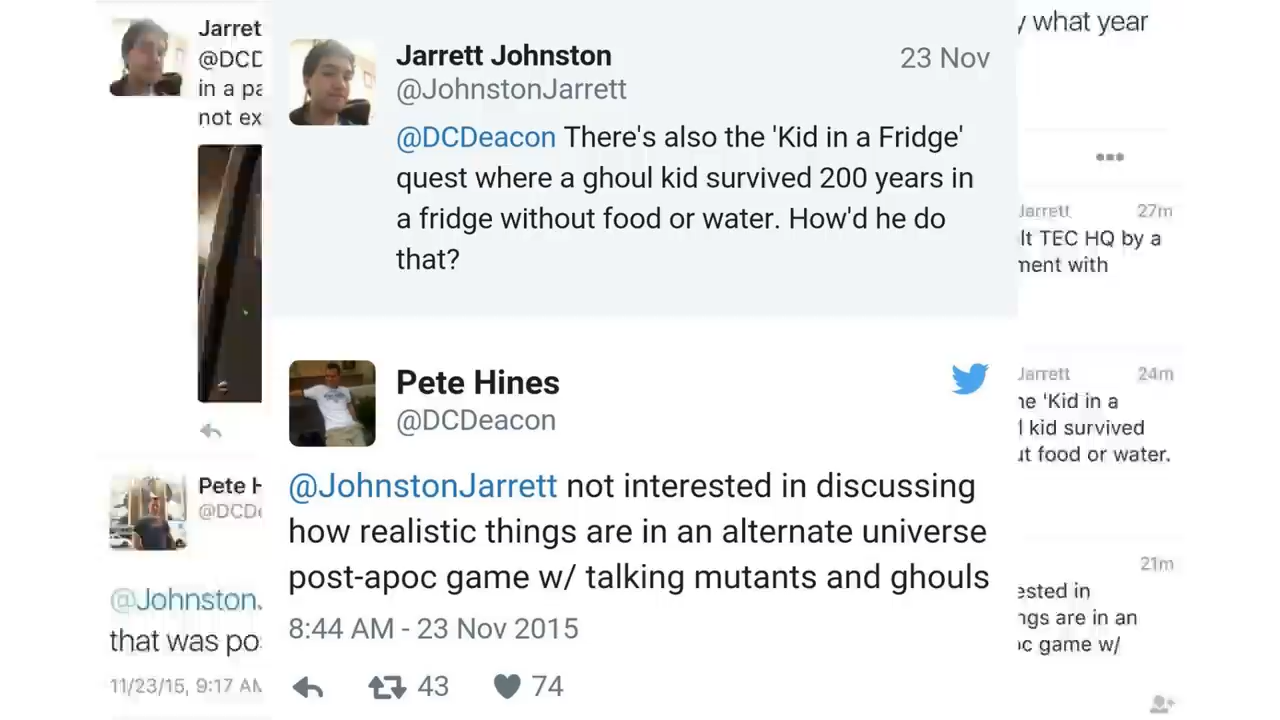 Jarret
@DCD
in a pa
not ex
Pete H
@DCDe
@Johnston.
that was po
11/23/15, 9:17 AM
Jarrett Johnston
23 Nov
@JohnstonJarrett
@DCDeacon There's also the 'Kid in a Fridge'
quest where a ghoul kid survived 200 years in
a fridge without food or water. How'd he do
that?
Pete Hines
@DCDeacon
@JohnstonJarrett not interested in discussing
how realistic things are in an alternate universe
post-apoc game w/ talking mutants and ghouls
8:44 AM - 23 Nov 2015
43
74
y what year
Jarrett 27m
lt TEC HQ by a
ment with
Jarrett 24m
he 'Kid in a
l kid survived
ut food or water.
21m
ested in
ngs are in an
oc game w/